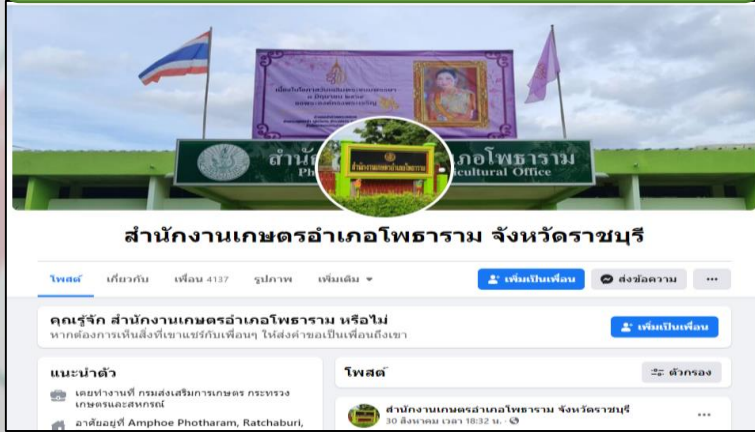 สำนักงานเกษตรอำเภอโพธาราม
ภอโพธาราม
icultural Office
สำนักงานเกษตรอำเภอโพธาราม จังหวัดราชบุรี
โพสต์ เกี่ยวกับ เพื่อน 4137 รูปภาพ เพิ่มเติม เพิ่มเป็นเพื่อน ส่งข้อความ
คุณรู้จัก สำนักงานเกษตรอำเภอโพธาราม หรือไม่
หากต้องการเห็นสิ่งที่เขาแชร์กับเพื่อนๆ ให้ส่งคำขอเป็นเพื่อนถึงเขา เพิ่มเป็นเพื่อน
แนะนำตัว
เคยทำงานที่ กรมส่งเสริมการเกษตร กระทรวง
เกษตรและสหกรณ์
อาศัยอยู่ที่ Amphoe Photharam, Ratchaburi,
โพสต์ ตัวกรอง
สำนักงานเกษตรอำเภอโพธาราม จังหวัดราชบุรี
30 สิงหาคม เวลา 18:32 น.